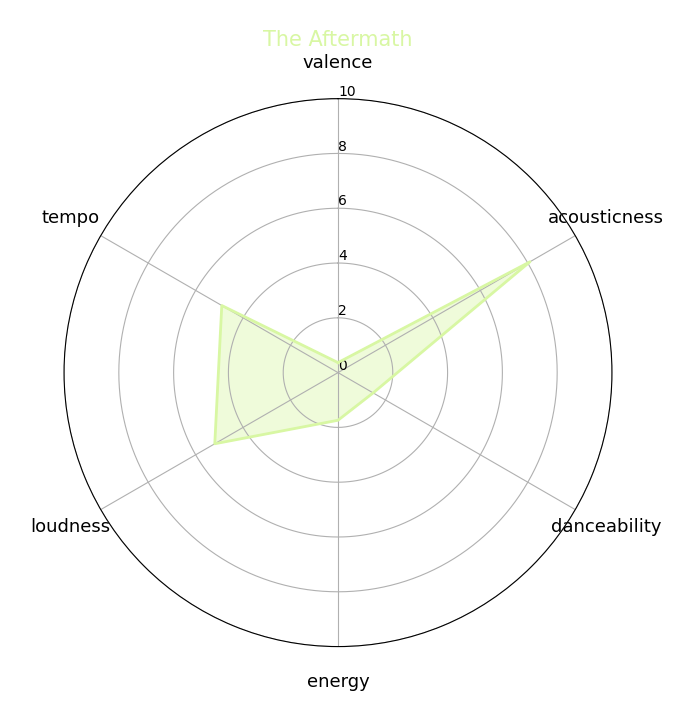 The Aftermath
valence
10
8
tempo
6
acousticness
4
2
0
loudness
danceability
energy